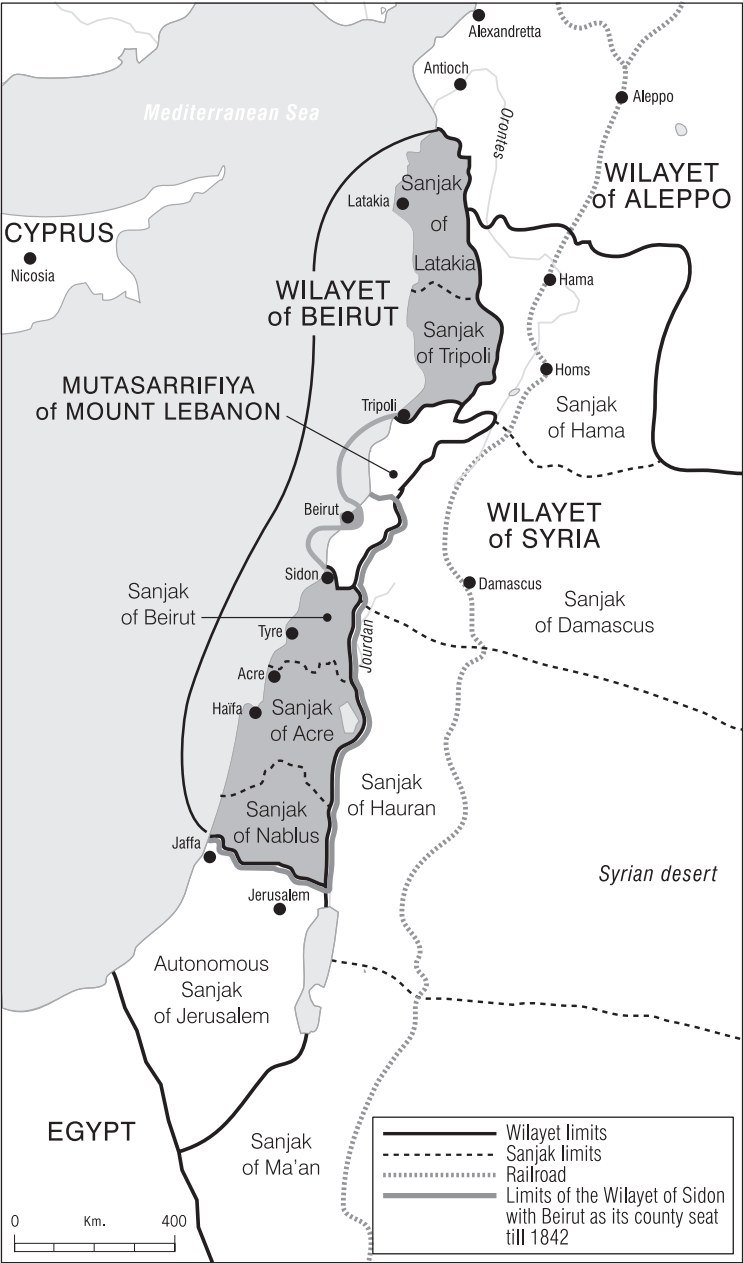 Alexandretta
Antioch
Aleppo
Mediterranean Sea
Orontes
WILAYET
of ALEPPO
Sanjak
of
Latakia
Latakia
CYPRUS
Nicosia
Hama
WILAYET
of BEIRUT
Sanjak
of Tripoli
Homs
MUTASARRIFIYA
of MOUNT LEBANON
Tripoli
Sanjak
of Hama
Beirut
WILAYET
of SYRIA
Sidon
Damascus
Sanjak
of Beirut
Sanjak
of Damascus
Tyre
Jourdan
Acre
Haïfa
Sanjak
of Acre
Sanjak
of Hauran
Sanjak
of Nablus
Jaffa
Syrian desert
Jerusalem
Autonomous
Sanjak
of Jerusalem
EGYPT
Sanjak
of Ma'an
Wilayet limits
Sanjak limits
Railroad
Limits of the Wilayet of Sidon
with Beirut as its county seat
till 1842
0 Km. 400